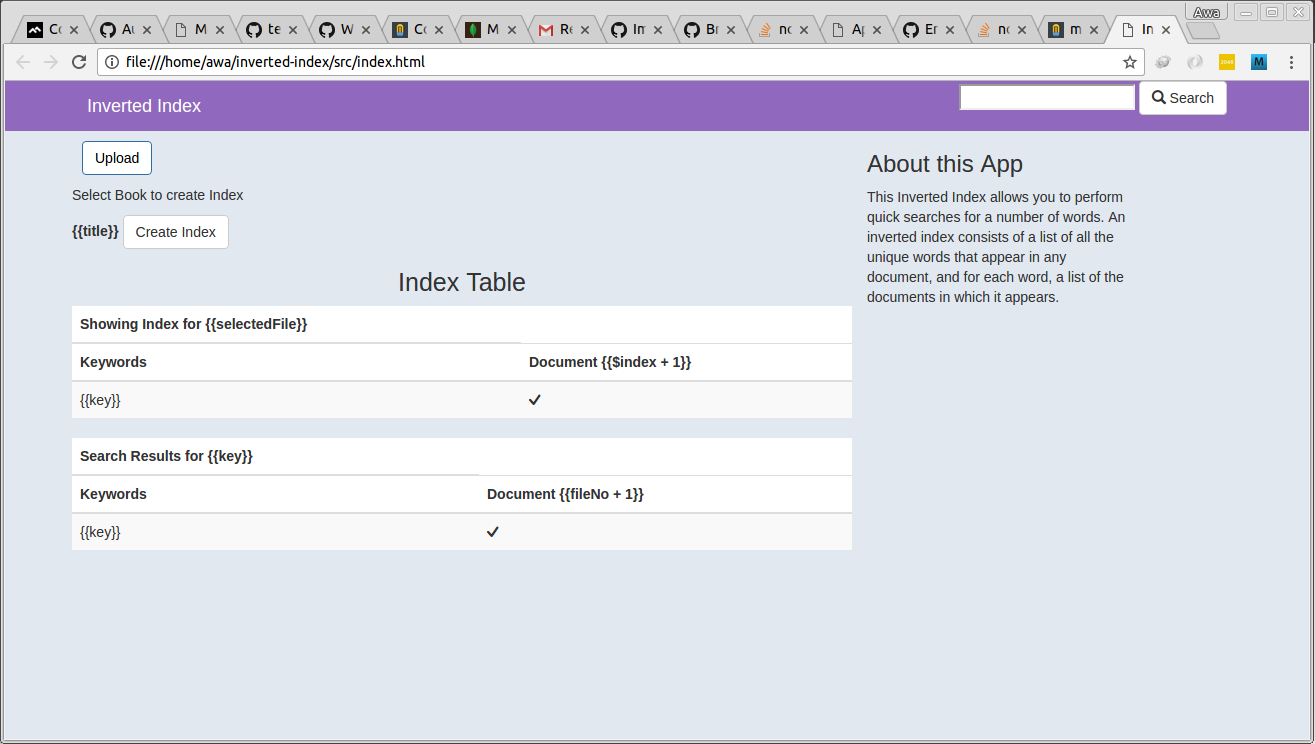 Awa
Co
Au
M
te
W
Co
M
Re
Im
Br
no
Ap
Er
no
m
In
file:///home/awa/inverted-index/src/index.html
Inverted Index
Search
Upload
Select Book to create Index
{{title}} Create Index
Index Table
Showing Index for {{selectedFile}}
Keywords Document {{$index + 1}}
{{key}}
Search Results for {{key}}
Keywords Document {{fileNo + 1}}
{{key}}
About this App
This Inverted Index allows you to perform
quick searches for a number of words. An
inverted index consists of a list of all the
unique words that appear in any
document, and for each word, a list of the
documents in which it appears.